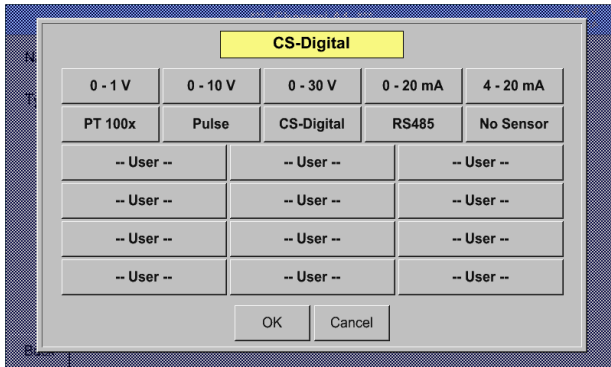 CS-Digital
0 - 1 V 0 - 10 V 0 - 30 V 0 - 20 mA 4 - 20 mA
PT 100x Pulse CS-Digital RS485 No Sensor
-- User -- -- User -- -- User --
-- User -- -- User -- -- User --
-- User -- -- User -- -- User --
-- User -- -- User -- -- User --
OK Cancel
Back